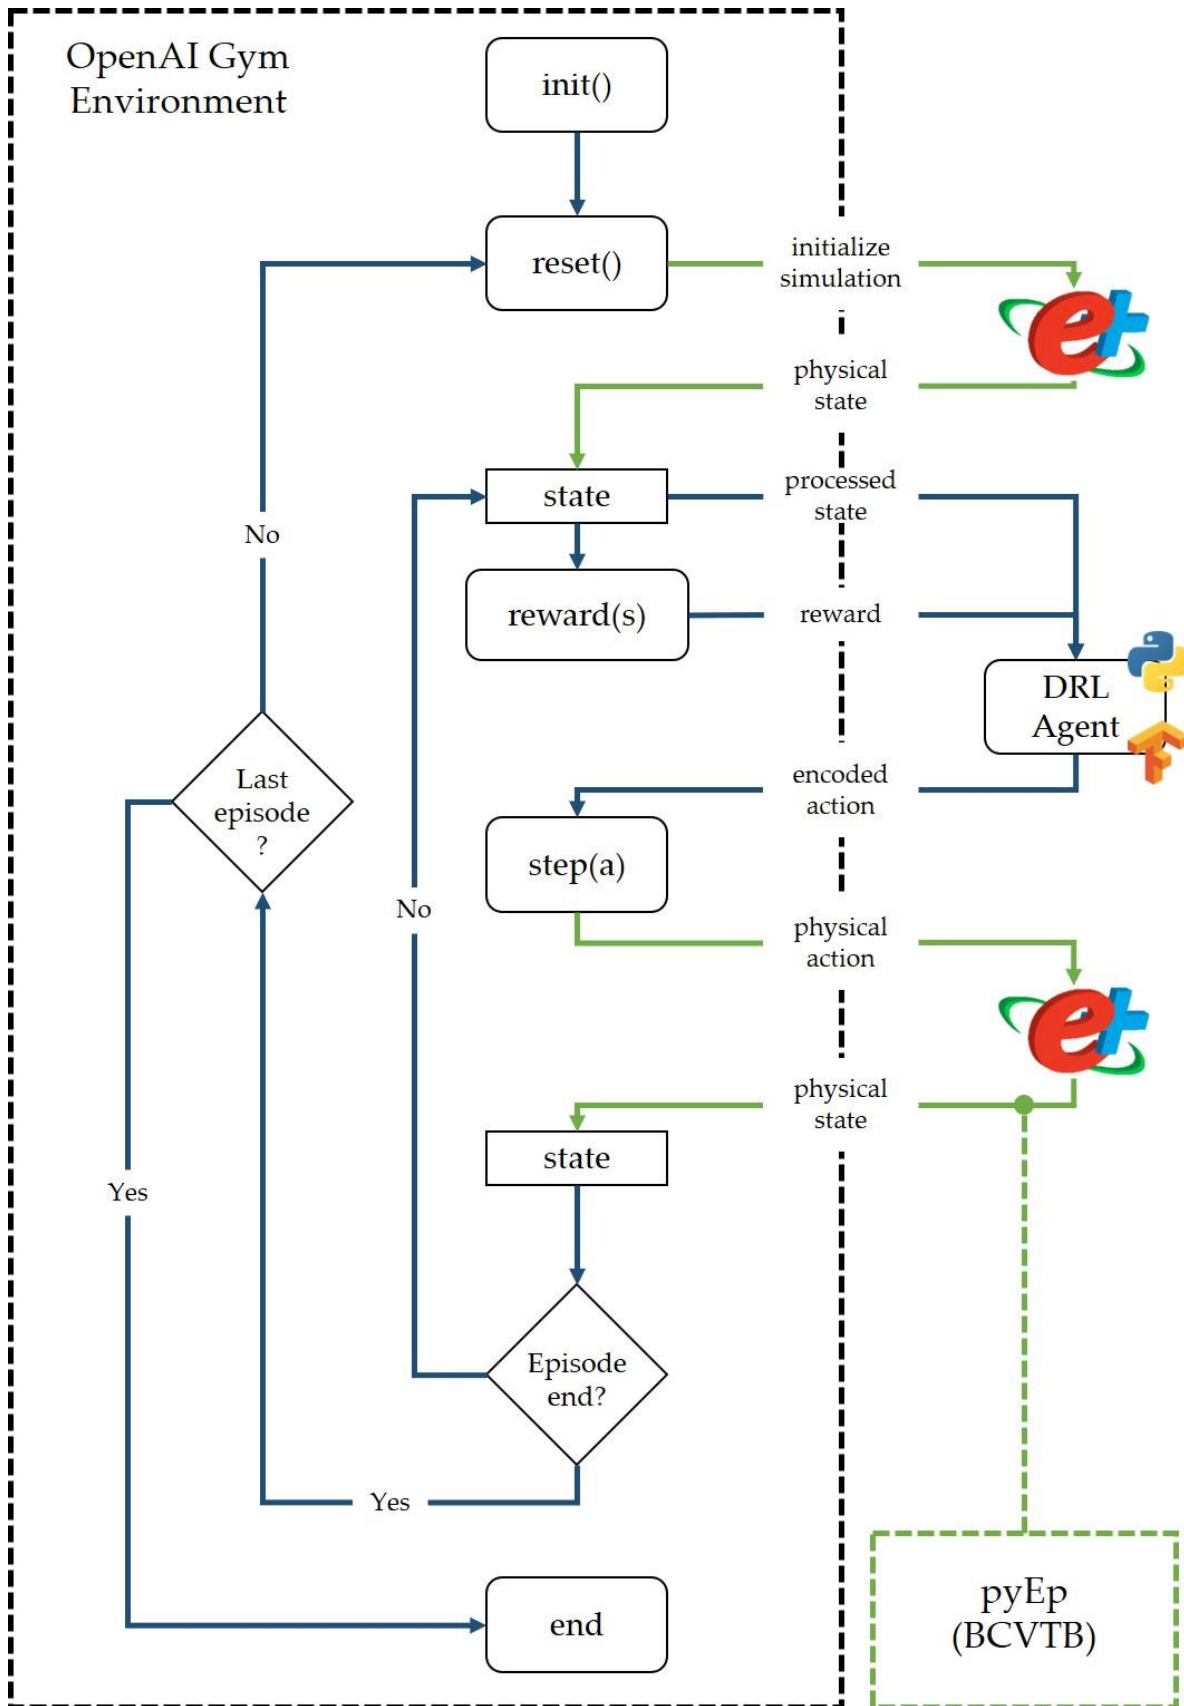 OpenAI Gym
Environment
init()
reset()
initialize
simulation
e+
physical
state
state
processed
state
No
reward(s)
reward
DRL
Agent
Last
episode
?
encoded
action
step(a)
No
physical
action
e+
physical
state
state
Yes
Episode
end?
Yes
end
pyEp
(BCVTB)